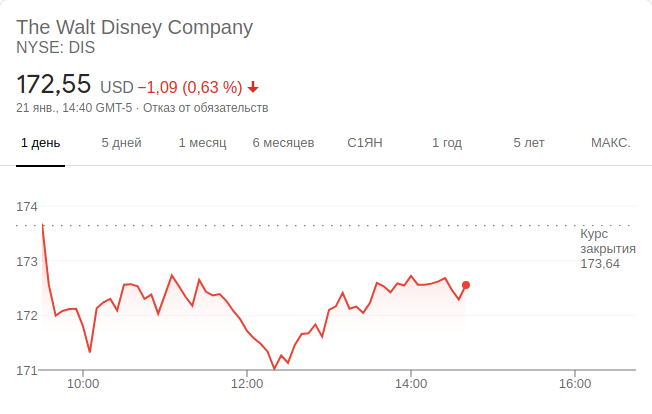 The Walt Disney Company
NYSE: DIS
172,55 USD −1,09 (0,63 %)
21 янв., 14:40 GMT-5 · Отказ от обязательств
1 день 5 дней 1 месяц 6 месяцев С1ЯН 1 год 5 лет МАКС.
174
Курс
закрытия
173
173,64
172
171
10:00 12:00 14:00 16:00